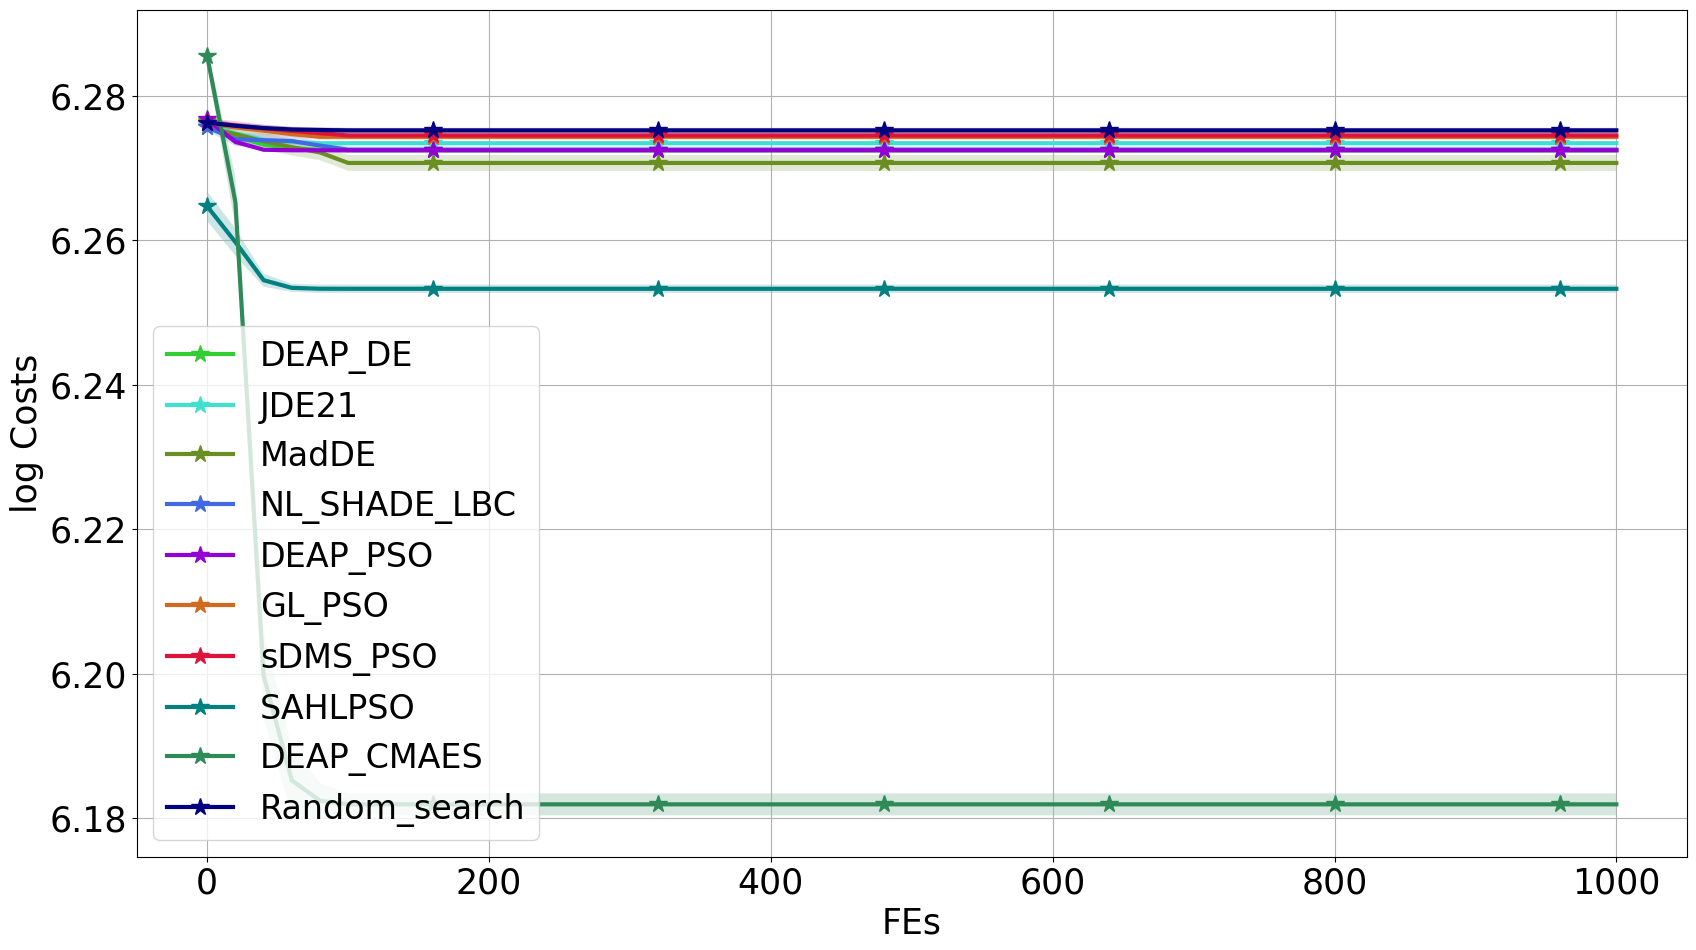 6.28
6.26
6.24
6.22
6.20
6.18
log Costs
DEAP_DE
JDE21
MadDE
NL_SHADE_LBC
DEAP_PSO
GL_PSO
sDMS_PSO
SAHLPSO
DEAP_CMAES
Random_search
0 200 400 600 800 1000
FEs